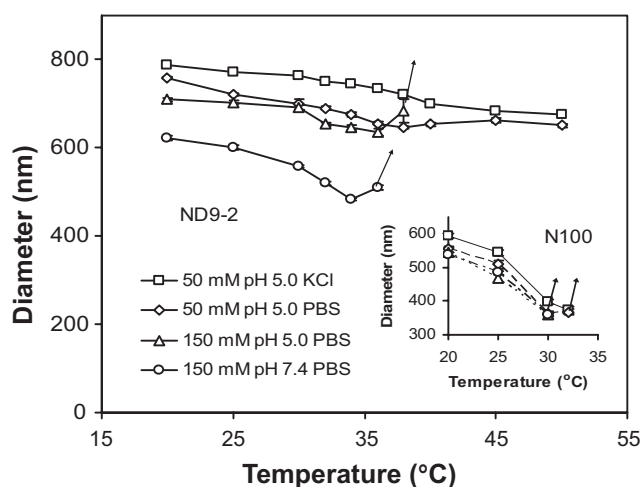 800
600
400
200
0
Diameter (nm)
15
25
35
45
55
Temperature (°C)
ND9-2
50 mM pH 5.0 KCl
50 mM pH 5.0 PBS
150 mM pH 5.0 PBS
150 mM pH 7.4 PBS
N100
600
500
400
300
Diameter (nm)
20
25
30
35
Temperature (°C)